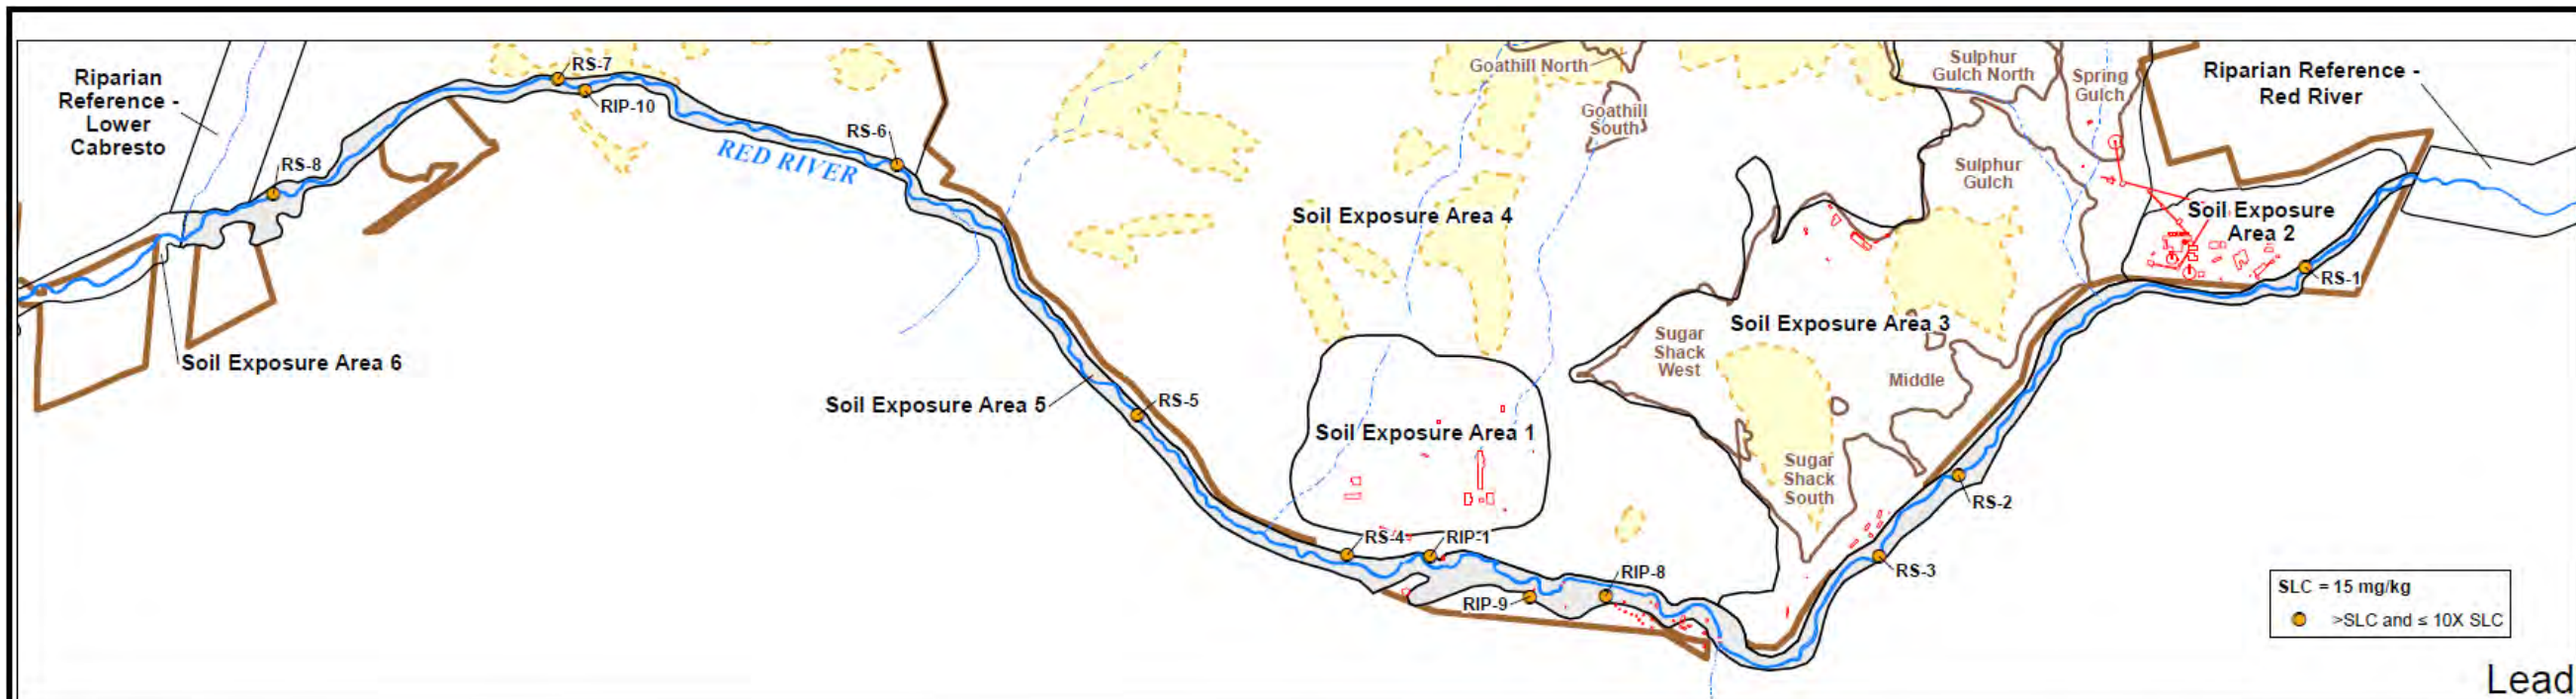 Riparian
Reference -
Lower
Cabresto
RS-7
RIP-10
RS-8
RS-6
RED RIVER
Goathill North
Goathill
South
Sulphur
Gulch North
Spring
Gulch
Riparian Reference -
Red River
Sulphur
Gulch
Soil Exposure Area 4
Soil Exposure
Area 2
RS-1
Soil Exposure Area 6
Soil Exposure Area 5
RS-5
Soil Exposure Area 3
Sugar
Shack
West
Middle
Soil Exposure Area 1
Sugar
Shack
South
RS-2
RS-4
RIP-1
RS-3
RIP-8
RIP-9
SLC = 15 mg/kg
>SLC and ≤ 10X SLC
Lead